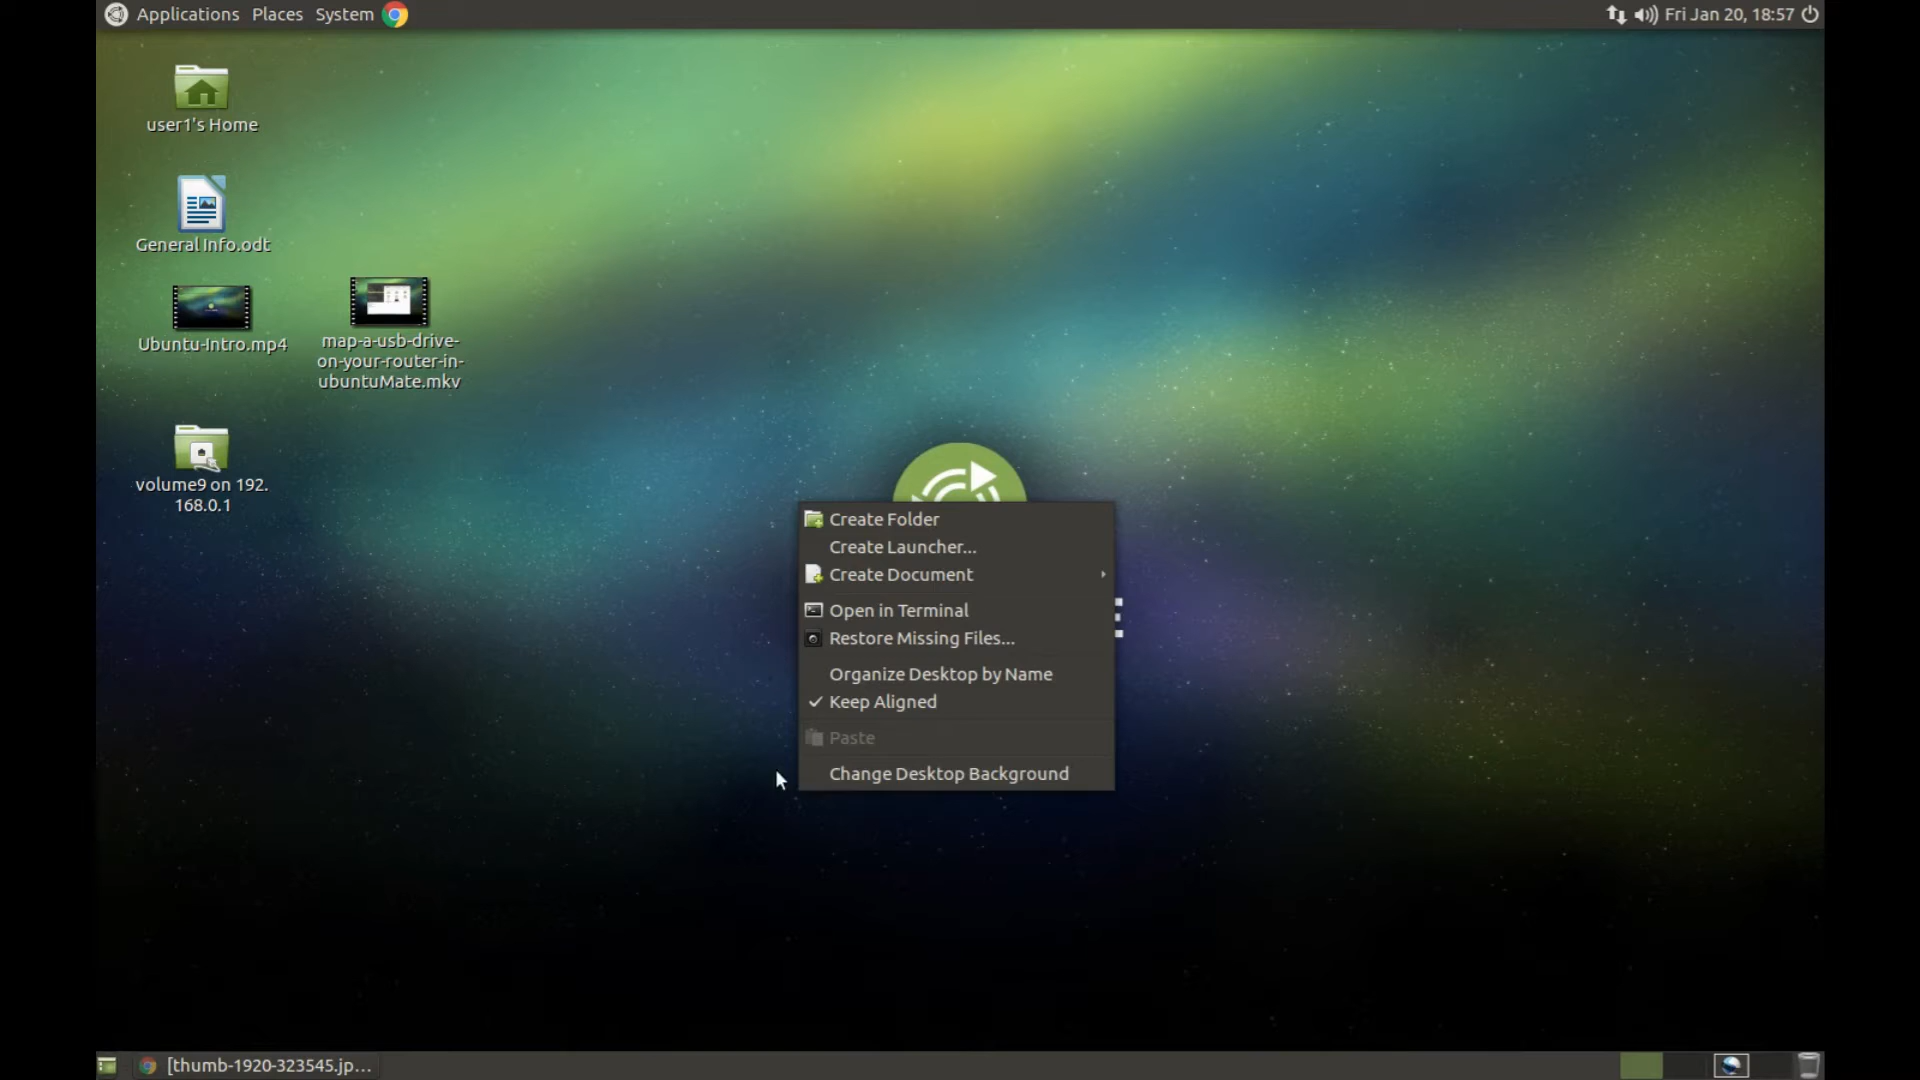 Applications Places System
Fri Jan 20, 18:57
user1's Home
General Info.odt
Ubuntu-Intro.mp4
map-a-usb-drive-
on-your-router-in-
ubuntuMate.mkv
volume9 on 192.
168.0.1
Create Folder
Create Launcher...
Create Document
Open in Terminal
Restore Missing Files...
Organize Desktop by Name
Keep Aligned
Paste
Change Desktop Background
[thumb-1920-323545.jp...